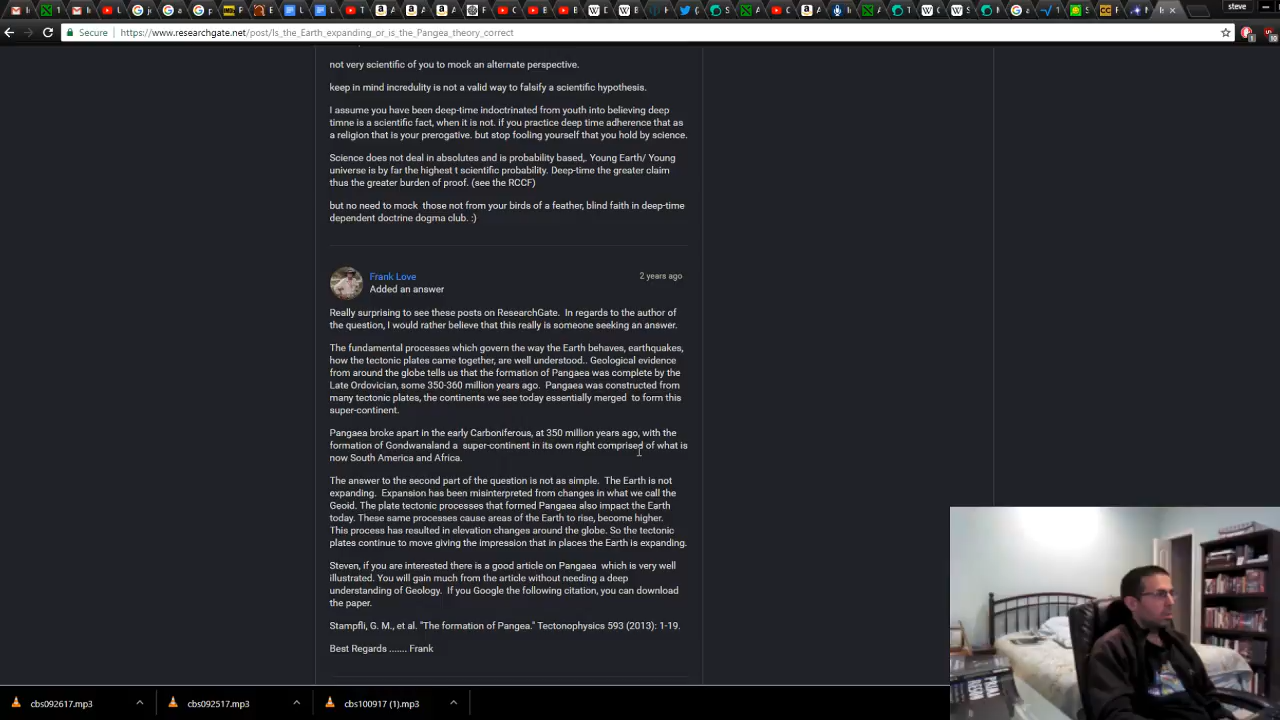 steve
Secure
https://www.researchgate.net/post/Is_the_Earth_expanding_or_is_the_Pangea_theory_correct
not very scientific of you to mock an alternate perspective.
keep in mind incredulity is not a valid way to falsify a scientific hypothesis.
I assume you have been deep-time indoctrinated from youth into believing deep
timne is a scientific fact, when it is not. if you practice deep time adherence that as
a religion that is your prerogative. but stop fooling yourself that you hold by science.
Science does not deal in absolutes and is probability based,. Young Earth/ Young
universe is by far the highest t scientific probability. Deep-time the greater claim
thus the greater burden of proof. (see the RCCF)
but no need to mock those not from your birds of a feather, blind faith in deep-time
dependent doctrine dogma club. :)
Frank Love
2 years ago
Added an answer
Really surprising to see these posts on ResearchGate. In regards to the author of
the question, I would rather believe that this really is someone seeking an answer.
The fundamental processes which govern the way the Earth behaves, earthquakes,
how the tectonic plates came together, are well understood.. Geological evidence
from around the globe tells us that the formation of Pangaea was complete by the
Late Ordovician, some 350-360 million years ago. Pangaea was constructed from
many tectonic plates, the continents we see today essentially merged to form this
super-continent.
Pangaea broke apart in the early Carboniferous, at 350 million years ago, with the
formation of Gondwanaland a super-continent in its own right comprised of what is
now South America and Africa.
The answer to the second part of the question is not as simple. The Earth is not
expanding. Expansion has been misinterpreted from changes in what we call the
Geoid. The plate tectonic processes that formed Pangaea also impact the Earth
today. These same processes cause areas of the Earth to rise, become higher.
This process has resulted in elevation changes around the globe. So the tectonic
plates continue to move giving the impression that in places the Earth is expanding.
Steven, if you are interested there is a good article on Pangaea which is very well
illustrated. You will gain much from the article without needing a deep
understanding of Geology. If you Google the following citation, you can download
the paper.
Stampfli, G. M., et al. "The formation of Pangea." Tectonophysics 593 (2013): 1-19.
Best Regards ....... Frank
cbs092617.mp3
cbs092517.mp3
cbs100917 (1).mp3